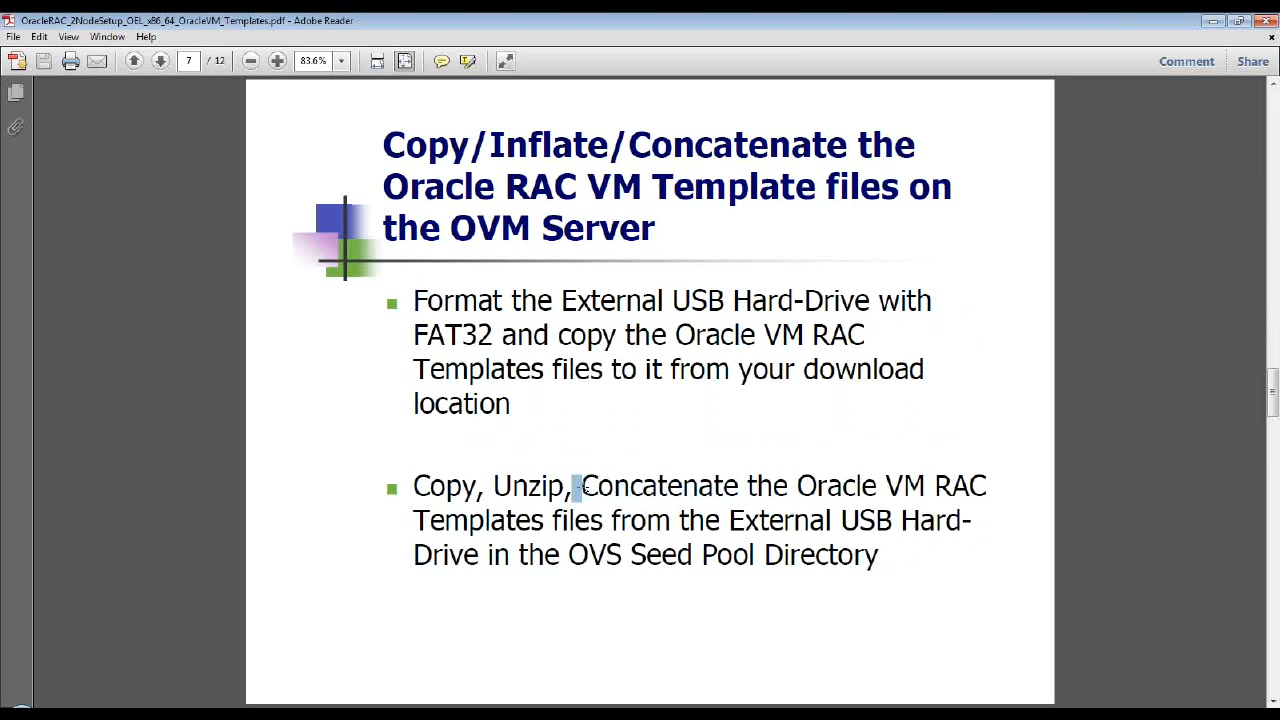 OracleRAC_2NodeSetup_OEL_x86_64_OracleVM_Templates.pdf - Adobe Reader
File Edit View Window Help
7 / 12 83.6% Comment Share
Copy/Inflate/Concatenate the
Oracle RAC VM Template files on
the OVM Server
Format the External USB Hard-Drive with
FAT32 and copy the Oracle VM RAC
Templates files to it from your download
location
Copy, Unzip, Concatenate the Oracle VM RAC
Templates files from the External USB Hard-
Drive in the OVS Seed Pool Directory